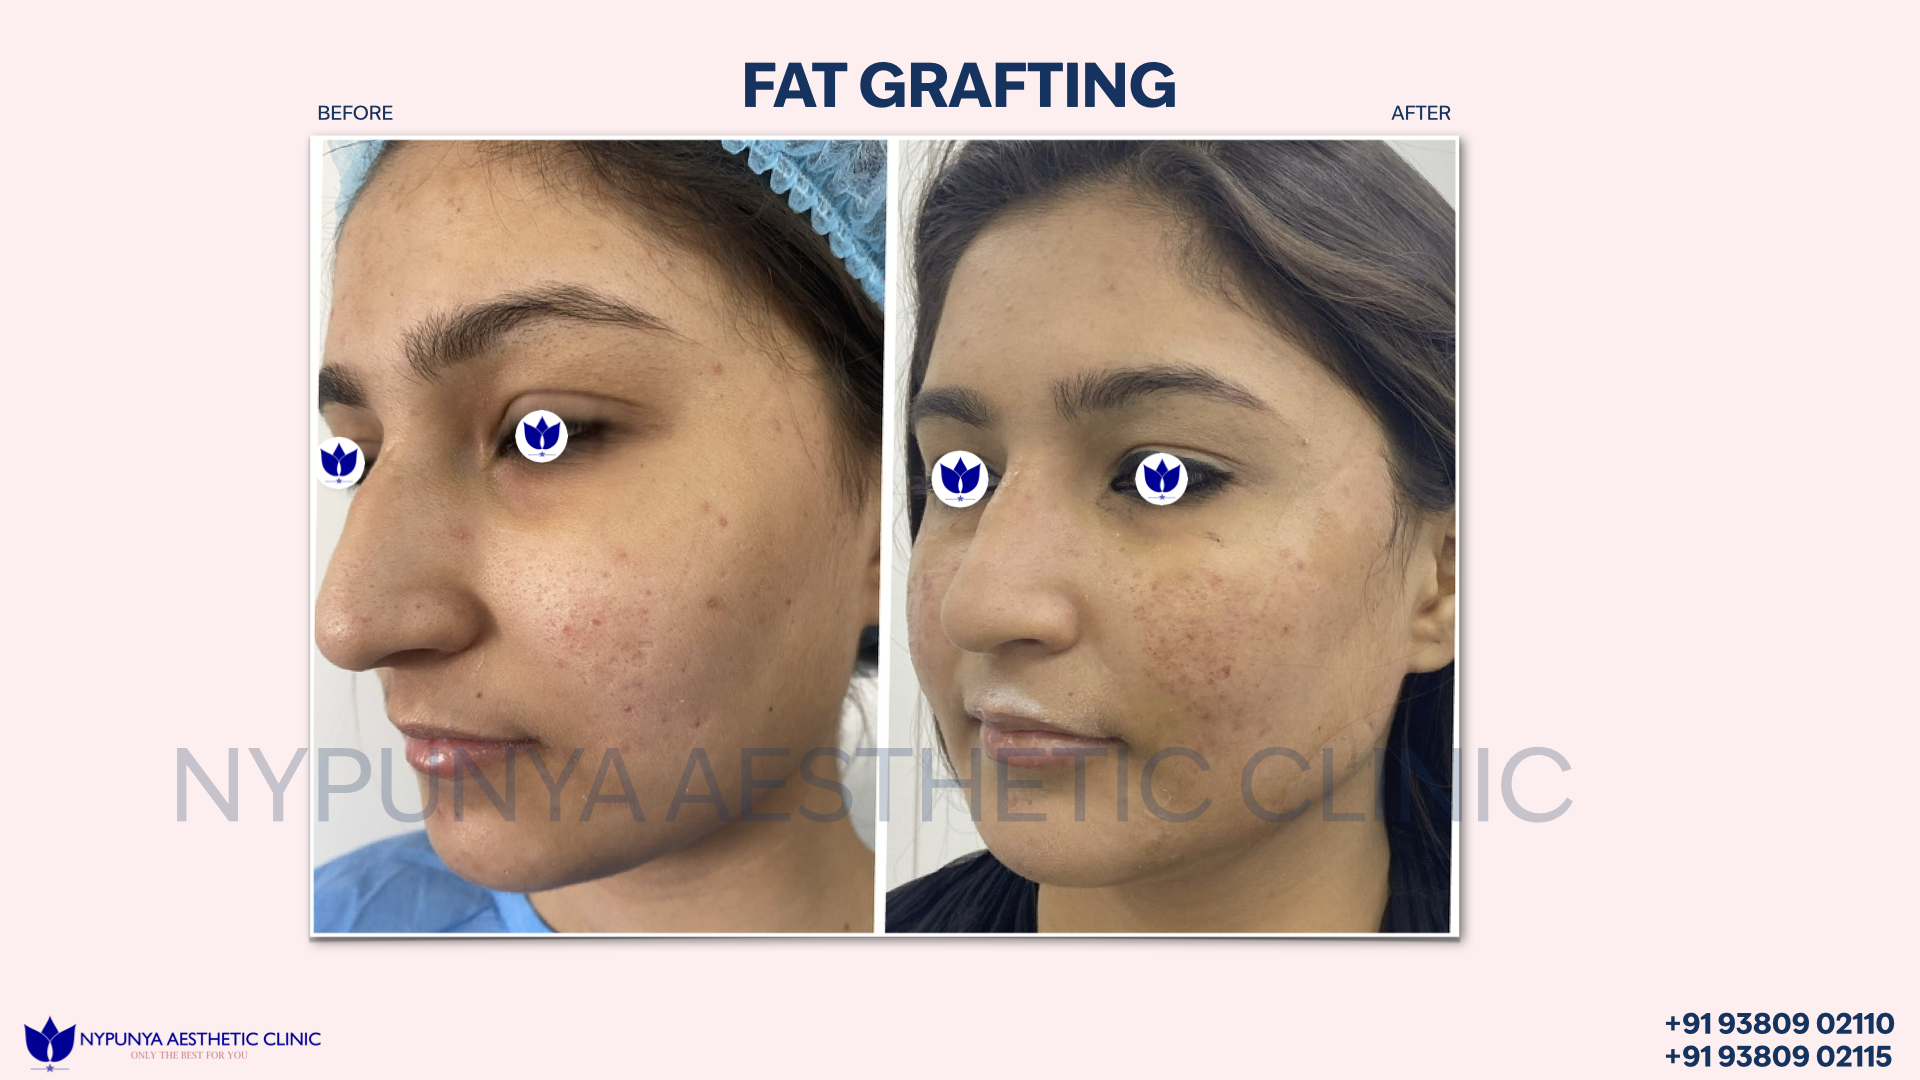 FAT GRAFTING
BEFORE
AFTER
NYPUNYA AESTHETIC CLINIC
NYPUNYA AESTHETIC CLINIC
ONLY THE BEST FOR YOU
+91 93809 02110
+91 93809 02115